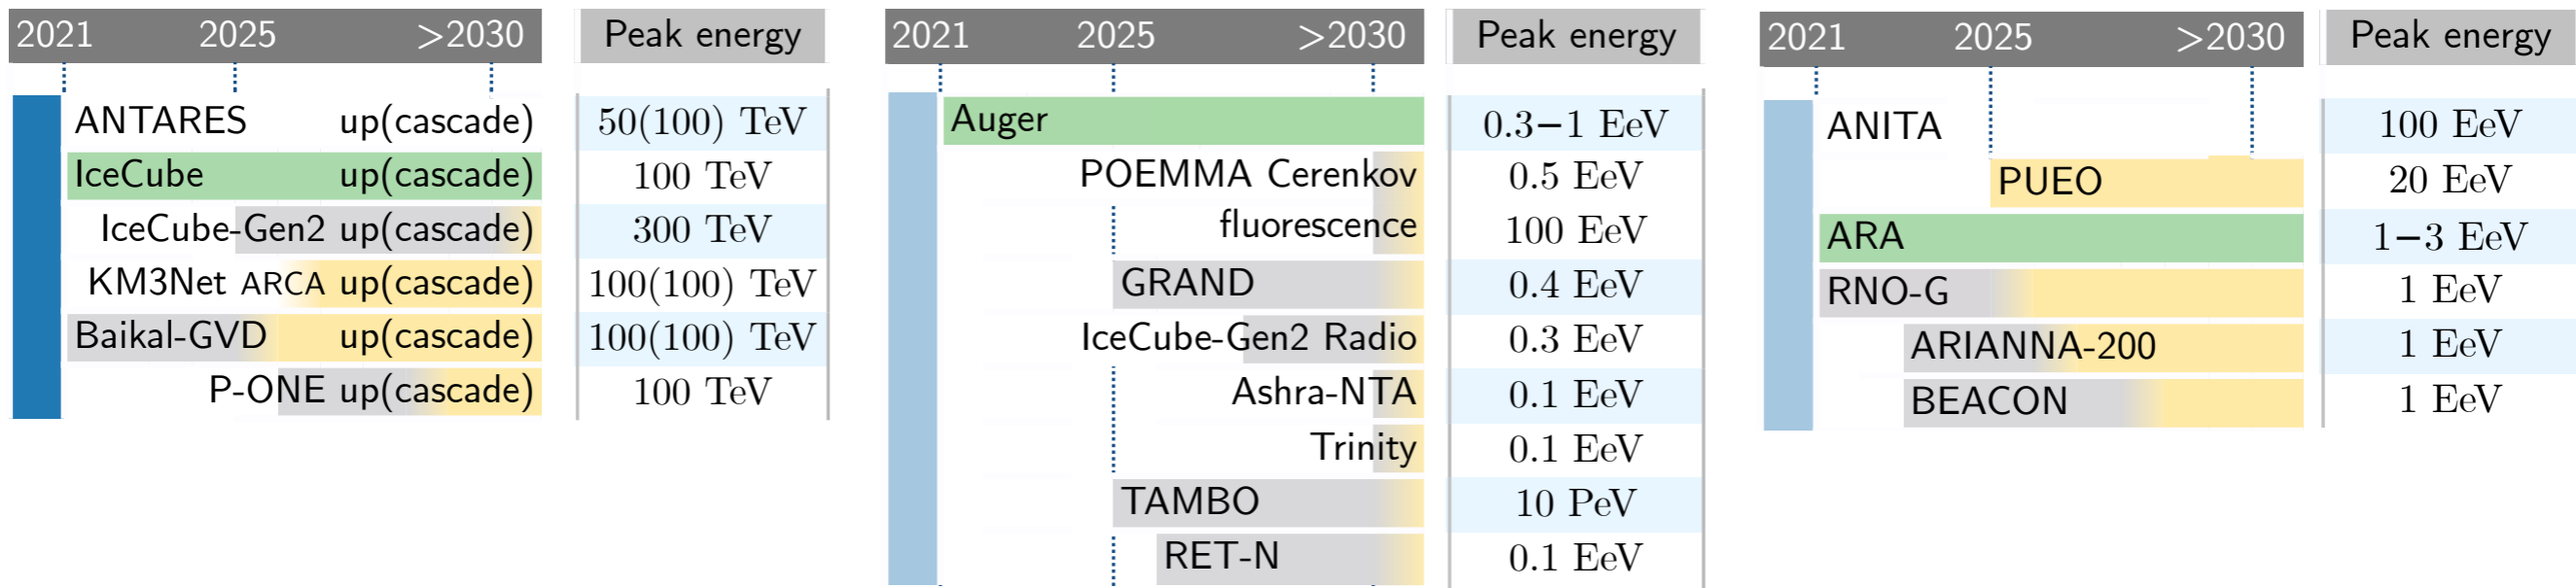 2021 2025 >2030 Peak energy
ANTARES up(cascade) 50(100) TeV
IceCube up(cascade) 100 TeV
IceCube-Gen2 up(cascade) 300 TeV
KM3Net ARCA up(cascade) 100(100) TeV
Baikal-GVD up(cascade) 100(100) TeV
P-ONE up(cascade) 100 TeV
2021 2025 >2030 Peak energy
Auger 0.3–1 EeV
POEMMA Cerenkov 0.5 EeV
fluorescence 100 EeV
GRAND 0.4 EeV
IceCube-Gen2 Radio 0.3 EeV
Ashra-NTA 0.1 EeV
Trinity 0.1 EeV
TAMBO 10 PeV
RET-N 0.1 EeV
2021 2025 >2030 Peak energy
ANITA 100 EeV
PUEO 20 EeV
ARA 1–3 EeV
RNO-G 1 EeV
ARIANNA-200 1 EeV
BEACON 1 EeV